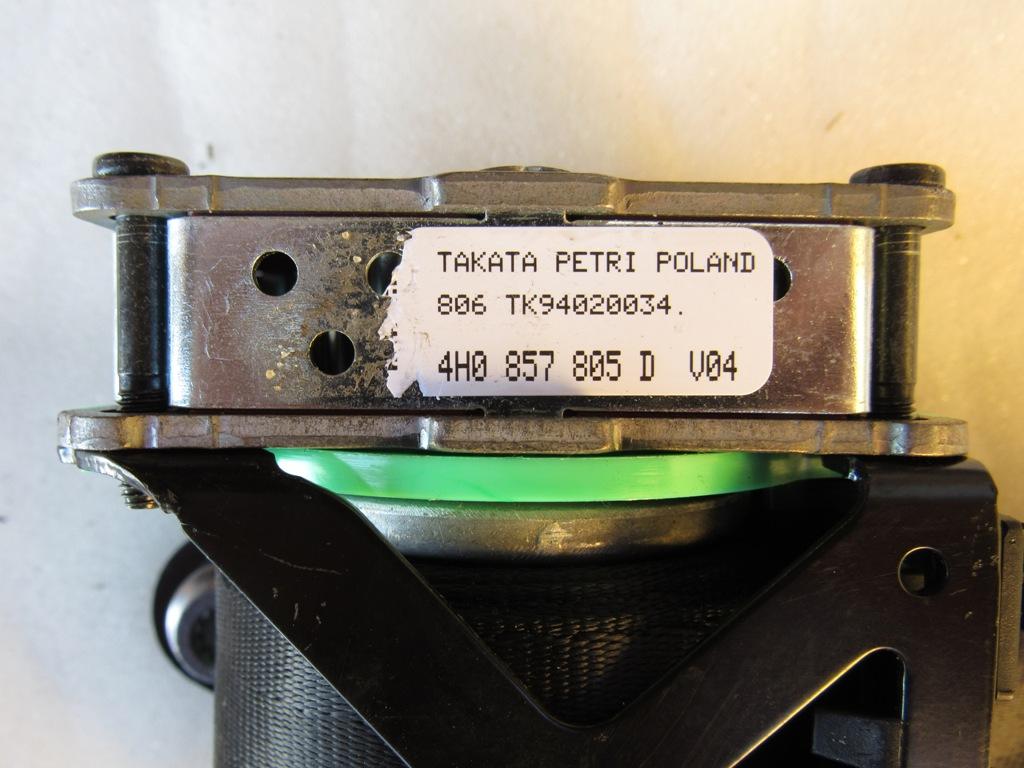 TAKATA PETRI POLAND
806 TK94020034.
4H0 857 805 D V04